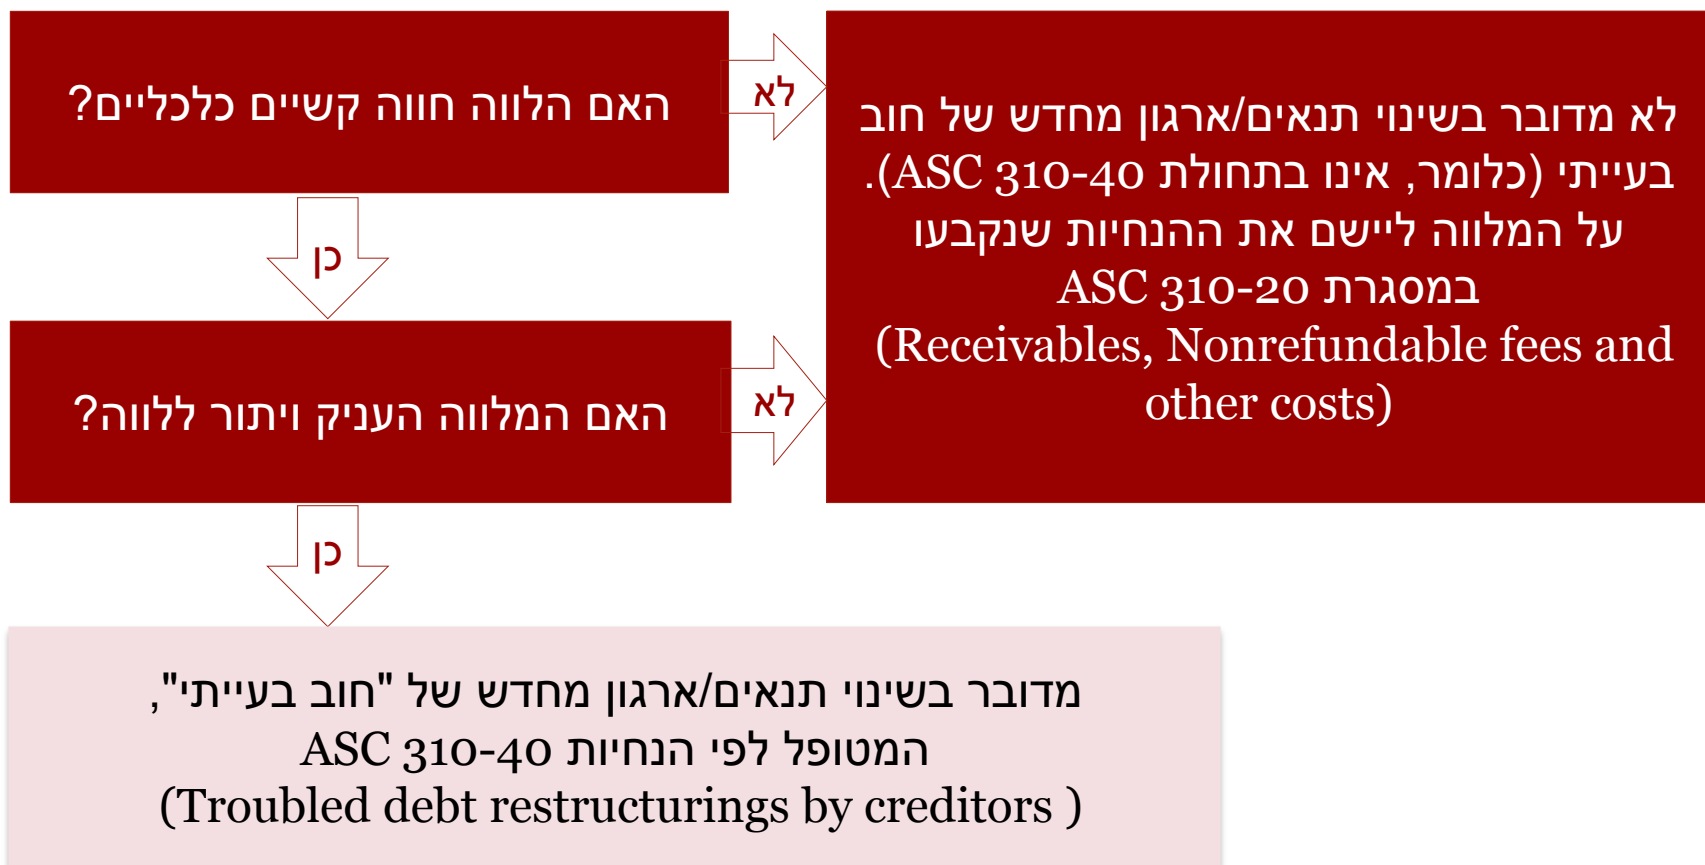 האם הלווה חווה קשיים כלכליים?
לא
לא מדובר בשינוי תנאים/ארגון מחדש של חוב
בעייתי (כלומר, אינו בתחולת ASC 310-40).
על המלווה ליישם את ההנחיות שנקבעו
במסגרת ASC 310-20
(Receivables, Nonrefundable fees and
other costs)
כן
האם המלווה העניק ויתור ללווה?
לא
כן
מדובר בשינוי תנאים/ארגון מחדש של "חוב בעייתי",
המטופל לפי הנחיות ASC 310-40
(Troubled debt restructurings by creditors )